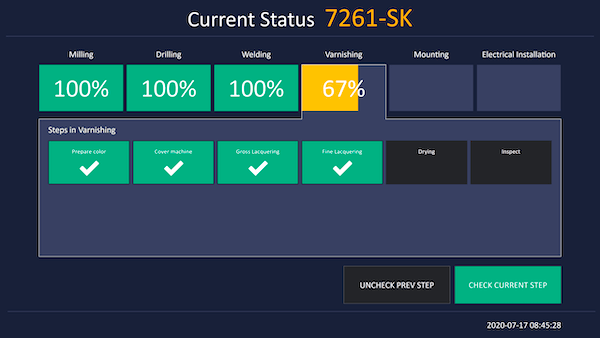 Current Status 7261-SK
Milling Drilling Welding Varnishing Mounting Electrical Installation
100% 100% 100% 67%
Steps in Varnishing
Prepare color Cover machine Gross Lacquering Fine Lacquering Drying Inspect
UNCHECK PREV STEP CHECK CURRENT STEP
2020-07-17 08:45:28